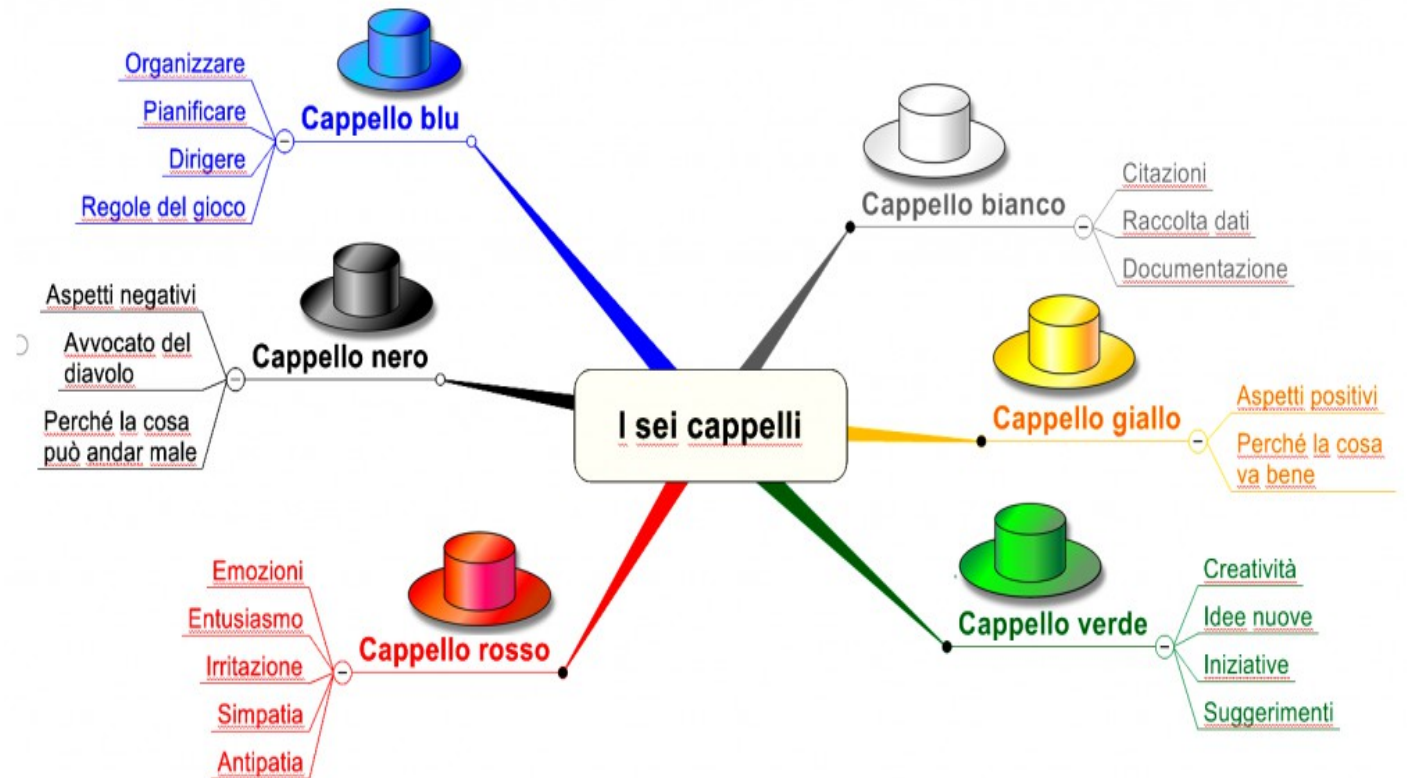 I sei cappelli
Cappello blu
Organizzare
Pianificare
Dirigere
Regole del gioco
Cappello nero
Aspetti negativi
Avvocato del
diavolo
Perché la cosa
può andar male
Cappello rosso
Emozioni
Entusiasmo
Irritazione
Simpatia
Antipatia
Cappello bianco
Citazioni
Raccolta dati
Documentazione
Cappello giallo
Aspetti positivi
Perché la cosa
va bene
Cappello verde
Creatività
Idee nuove
Iniziative
Suggerimenti